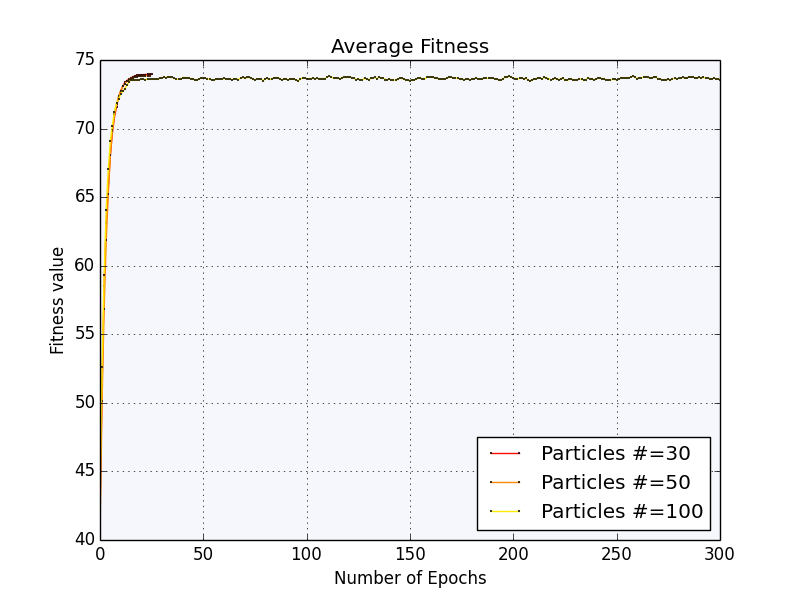 Average Fitness
75
70
65
60
55
50
45
40
Fitness value
0 50 100 150 200 250 300
Number of Epochs
Particles #=30
Particles #=50
Particles #=100